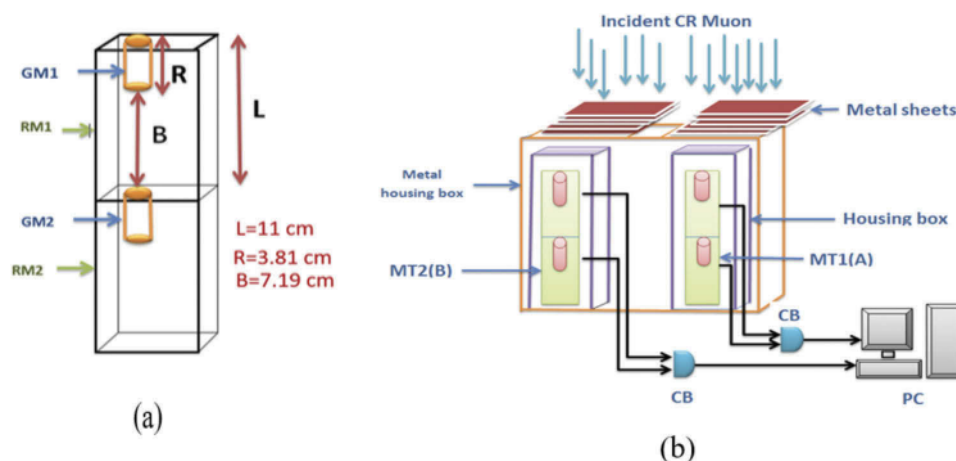 GM1
R
L
RM1
B
GM2
RM2
L=11 cm
R=3.81 cm
B=7.19 cm
(a)
Incident CR Muon
Metal sheets
Metal
housing box
Housing box
MT2(B)
MT1(A)
CB
CB
PC
(b)